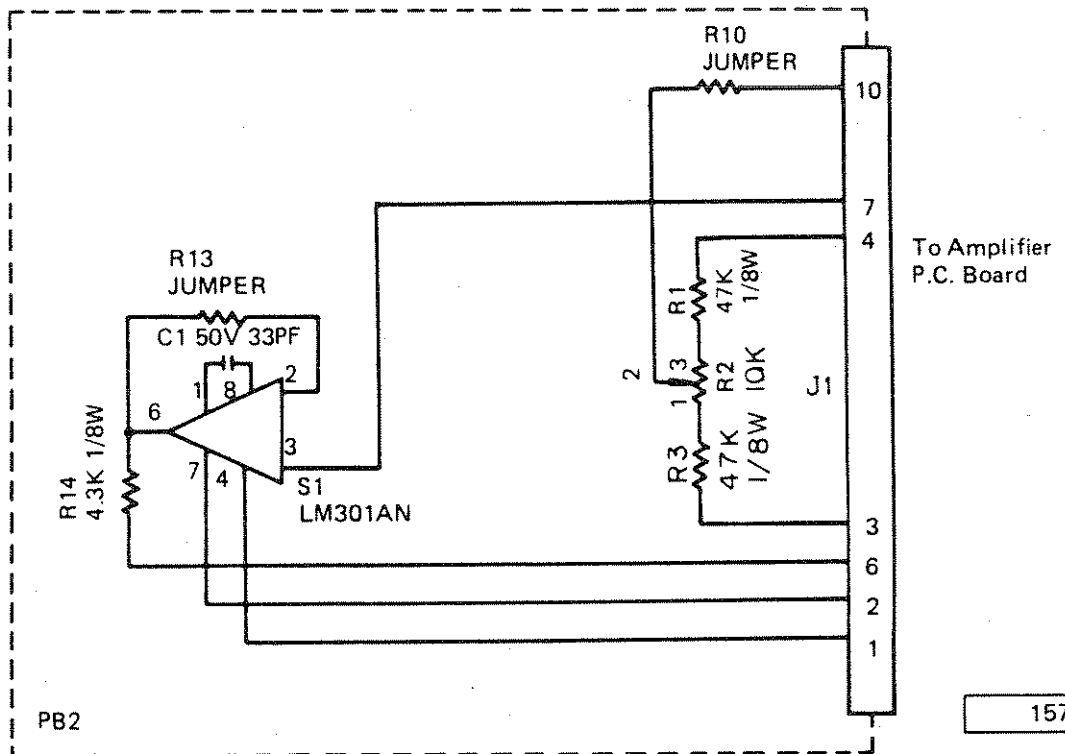 R10
JUMPER
10
7
4
To Amplifier
P.C. Board
R13
JUMPER
C1 50V 33PF
1
8
2
6
3
7
4
S1
LM301AN
R14
4.3K 1/8W
R1
47K
1/8W
2
3
1
R2
10K
R3
47K
1/8W
J1
3
6
2
1
PB2
157